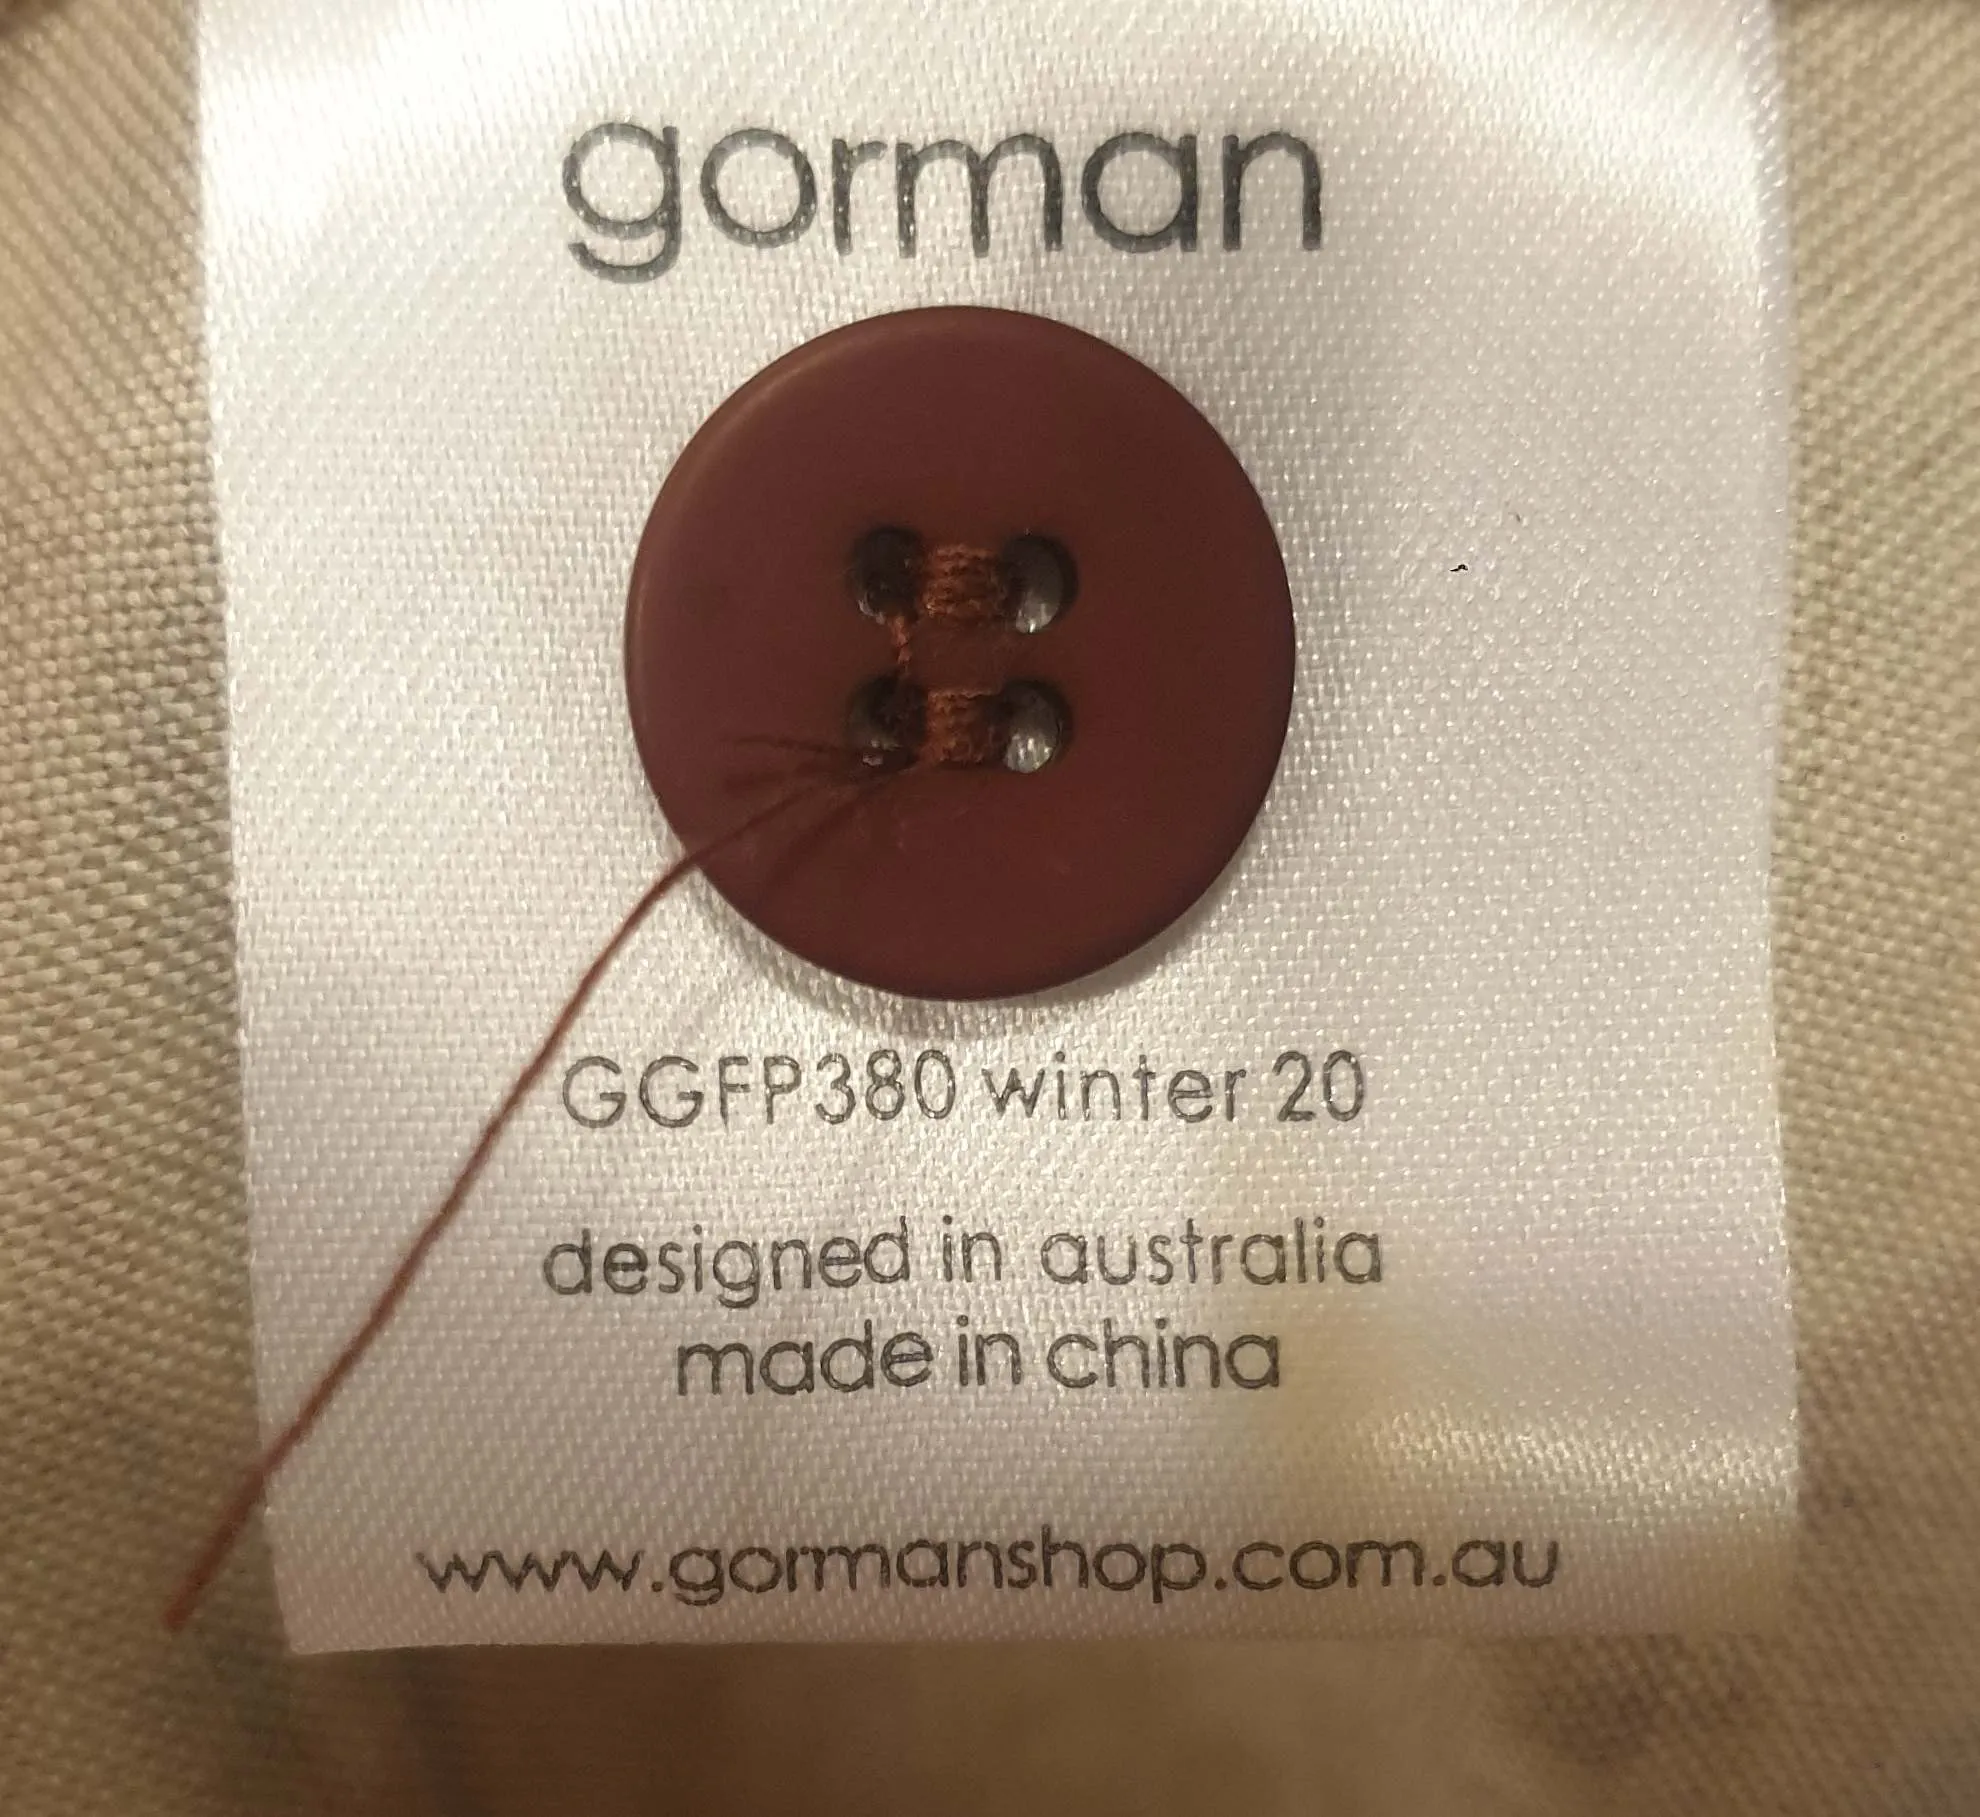 gorman
GGFP380 winter 20
designed in australia
made in china
www.gormanshop.com.au